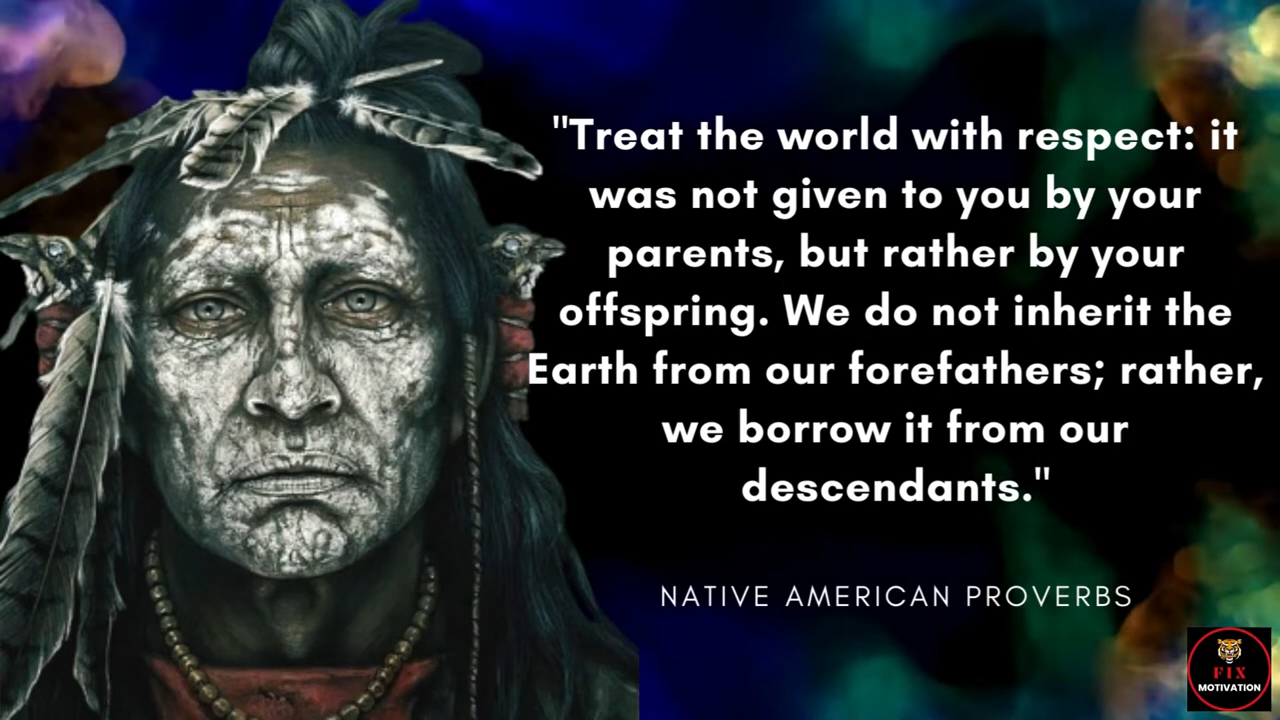 "Treat the world with respect: it
was not given to you by your
parents, but rather by your
offspring. We do not inherit the
Earth from our forefathers; rather,
we borrow it from our
descendants."
NATIVE AMERICAN PROVERBS
FIX
MOTIVATION